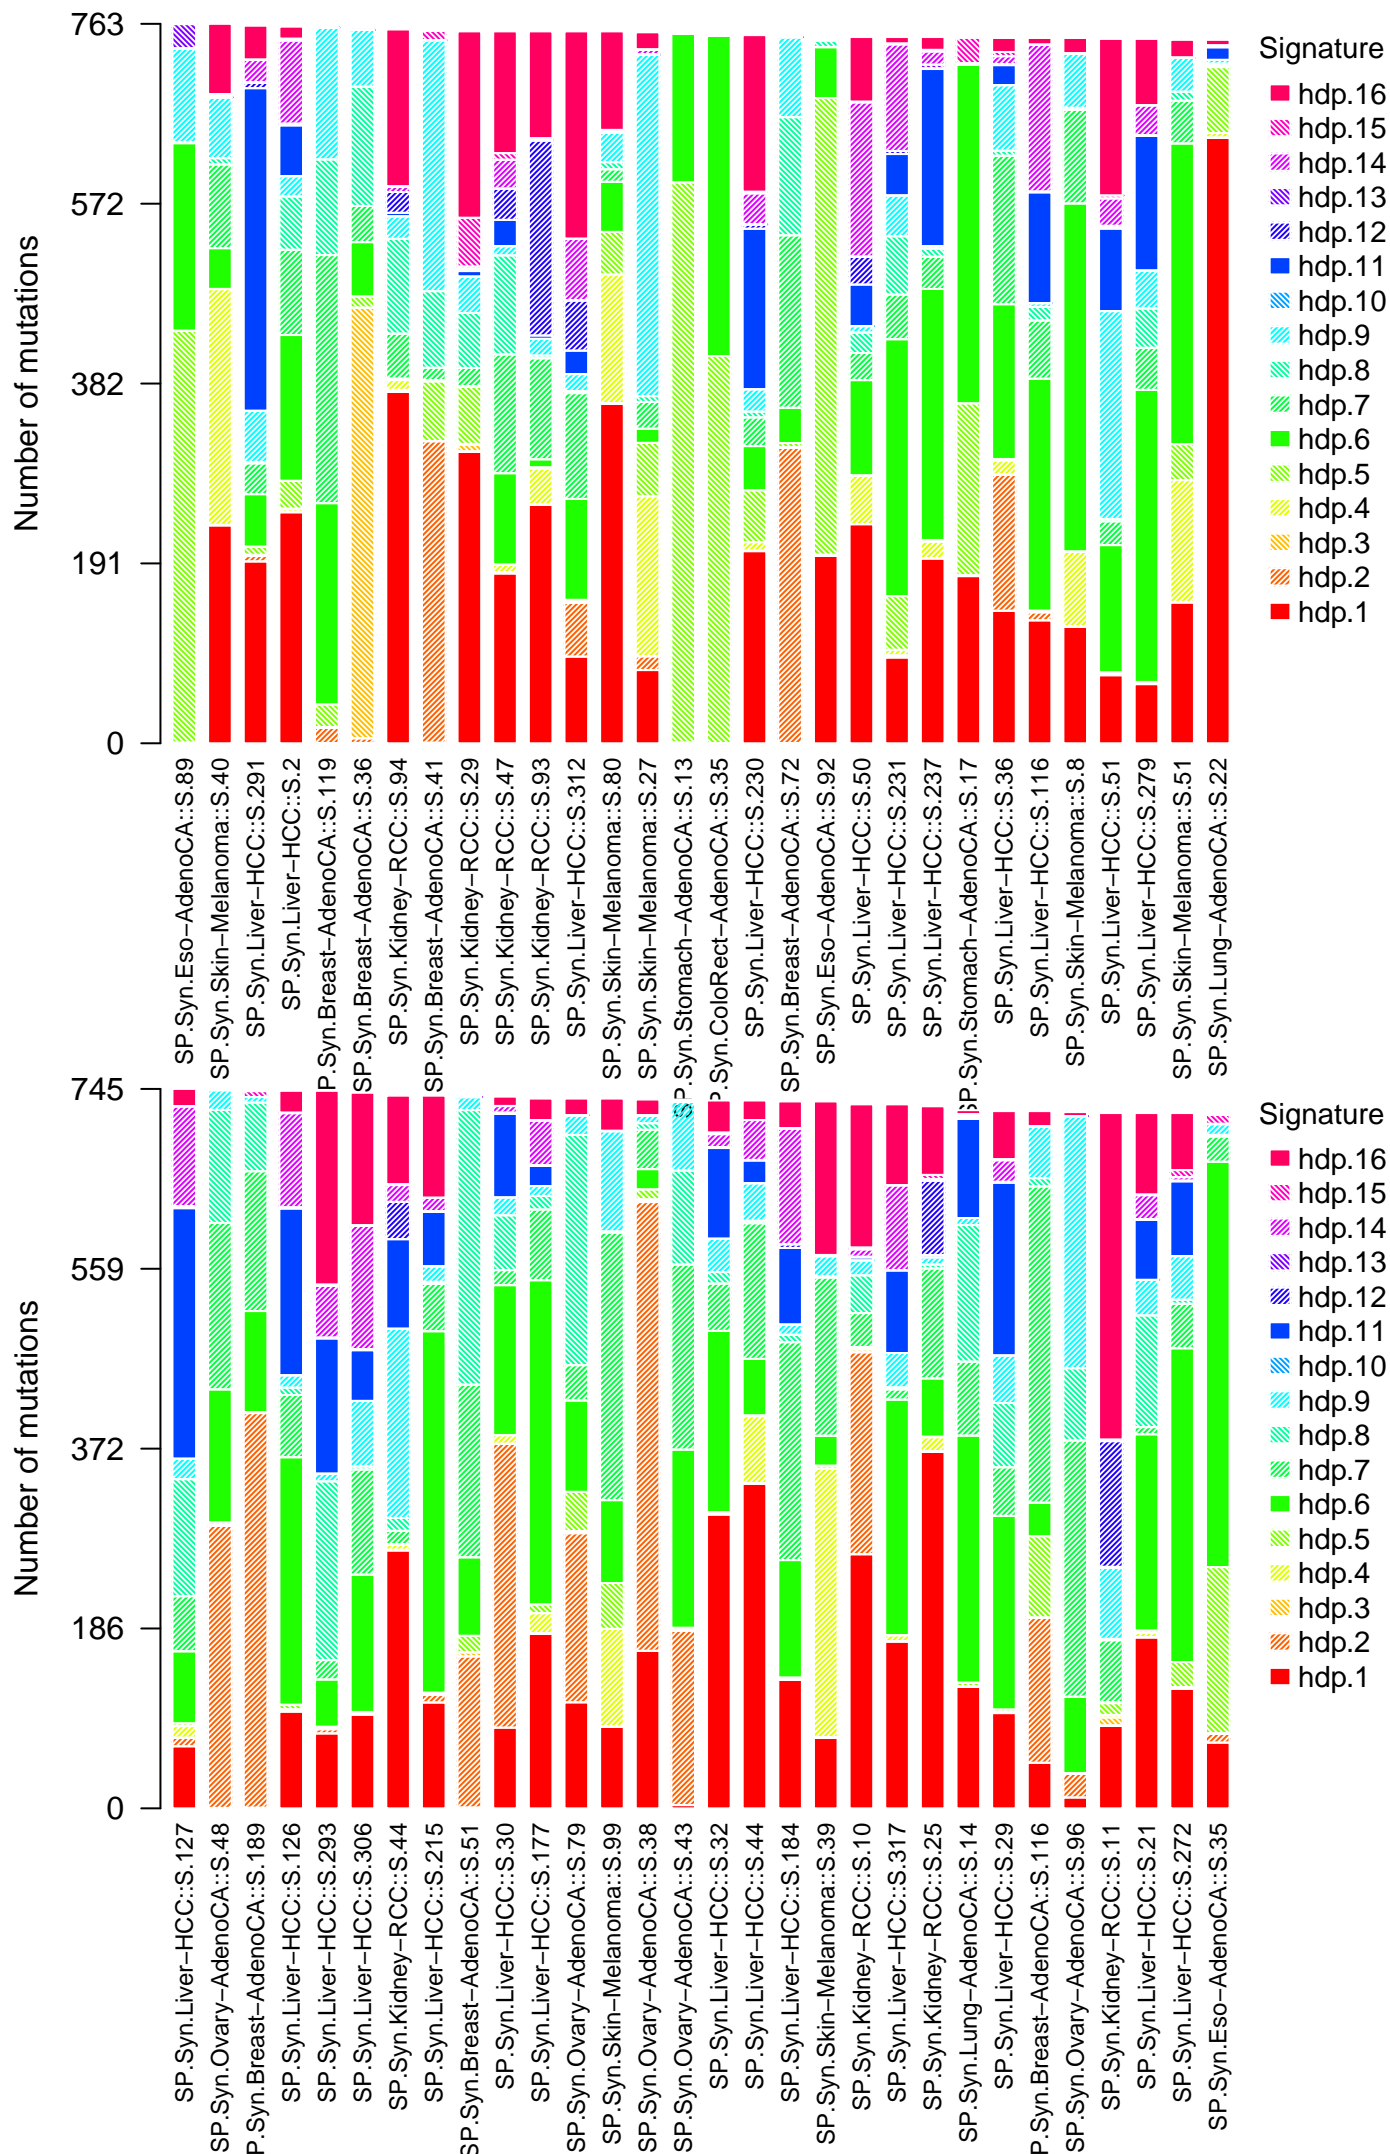 Number of mutations
763
572
382
191
0
Signature
hdp.16
hdp.15
hdp.14
hdp.13
hdp.12
hdp.11
hdp.10
hdp.9
hdp.8
hdp.7
hdp.6
hdp.5
hdp.4
hdp.3
hdp.2
hdp.1
SP.Syn.Eso−AdenoCA::S.89
SP.Syn.Skin−Melanoma::S.40
SP.Syn.Liver−HCC::S.291
SP.Syn.Liver−HCC::S.2
P.Syn.Breast−AdenoCA::S.119
SP.Syn.Breast−AdenoCA::S.36
SP.Syn.Kidney−RCC::S.94
SP.Syn.Breast−AdenoCA::S.41
SP.Syn.Kidney−RCC::S.29
SP.Syn.Kidney−RCC::S.47
SP.Syn.Kidney−RCC::S.93
SP.Syn.Liver−HCC::S.312
SP.Syn.Skin−Melanoma::S.80
SP.Syn.Skin−Melanoma::S.27
SP.Syn.Stomach−AdenoCA::S.13
P.Syn.ColoRect−AdenoCA::S.35
SP.Syn.Liver−HCC::S.230
SP.Syn.Breast−AdenoCA::S.72
SP.Syn.Eso−AdenoCA::S.92
SP.Syn.Liver−HCC::S.50
SP.Syn.Liver−HCC::S.231
SP.Syn.Liver−HCC::S.237
SP.Syn.Stomach−AdenoCA::S.17
SP.Syn.Liver−HCC::S.36
SP.Syn.Liver−HCC::S.116
SP.Syn.Skin−Melanoma::S.8
SP.Syn.Liver−HCC::S.51
SP.Syn.Liver−HCC::S.279
SP.Syn.Skin−Melanoma::S.51
SP.Syn.Lung−AdenoCA::S.22
Number of mutations
745
559
372
186
0
Signature
hdp.16
hdp.15
hdp.14
hdp.13
hdp.12
hdp.11
hdp.10
hdp.9
hdp.8
hdp.7
hdp.6
hdp.5
hdp.4
hdp.3
hdp.2
hdp.1
SP.Syn.Liver−HCC::S.127
SP.Syn.Ovary−AdenoCA::S.48
P.Syn.Breast−AdenoCA::S.189
SP.Syn.Liver−HCC::S.126
SP.Syn.Liver−HCC::S.293
SP.Syn.Liver−HCC::S.306
SP.Syn.Kidney−RCC::S.44
SP.Syn.Liver−HCC::S.215
SP.Syn.Breast−AdenoCA::S.51
SP.Syn.Liver−HCC::S.30
SP.Syn.Liver−HCC::S.177
SP.Syn.Ovary−AdenoCA::S.79
SP.Syn.Skin−Melanoma::S.99
SP.Syn.Ovary−AdenoCA::S.38
SP.Syn.Ovary−AdenoCA::S.43
SP.Syn.Liver−HCC::S.32
SP.Syn.Liver−HCC::S.44
SP.Syn.Liver−HCC::S.184
SP.Syn.Skin−Melanoma::S.39
SP.Syn.Kidney−RCC::S.10
SP.Syn.Liver−HCC::S.317
SP.Syn.Kidney−RCC::S.25
SP.Syn.Lung−AdenoCA::S.14
SP.Syn.Liver−HCC::S.29
P.Syn.Breast−AdenoCA::S.116
SP.Syn.Ovary−AdenoCA::S.96
SP.Syn.Kidney−RCC::S.11
SP.Syn.Liver−HCC::S.21
SP.Syn.Liver−HCC::S.272
SP.Syn.Eso−AdenoCA::S.35